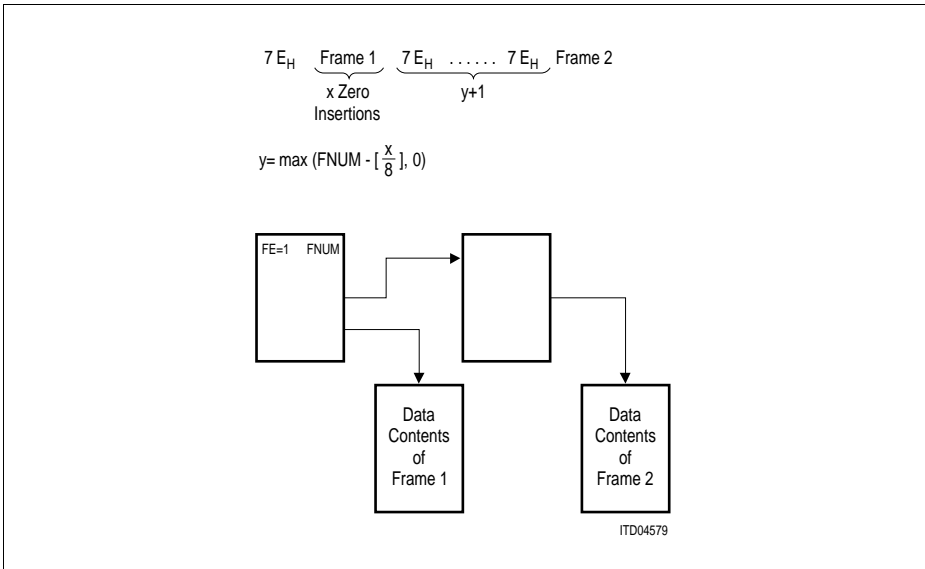 7 E_H Frame 1 7 E_H . . . . . . 7 E_H Frame 2
x Zero y+1
Insertions
y= max (FNUM - [ x/8 ], 0)
FE=1 FNUM
Data
Contents
of
Frame 1
Data
Contents
of
Frame 2
ITD04579